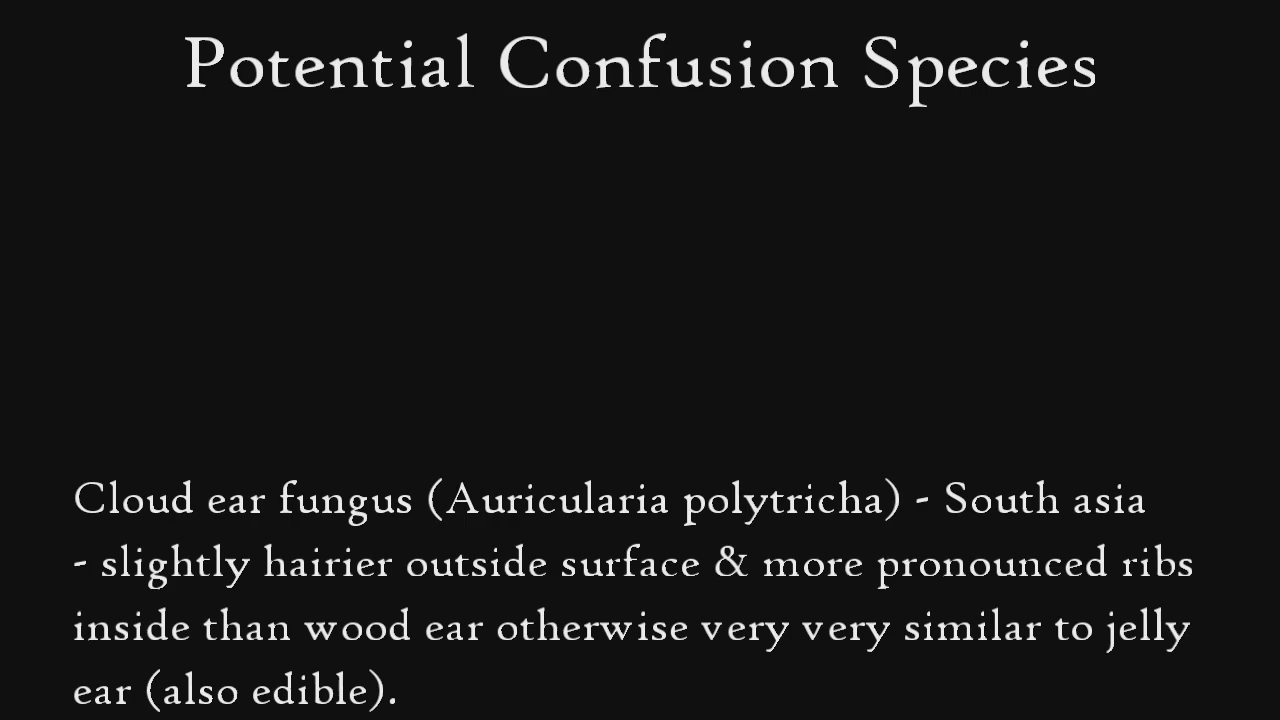 Potential Confusion Species
Cloud ear fungus (Auricularia polytricha) - South asia
- slightly hairier outside surface & more pronounced ribs
inside than wood ear otherwise very very similar to jelly
ear (also edible).